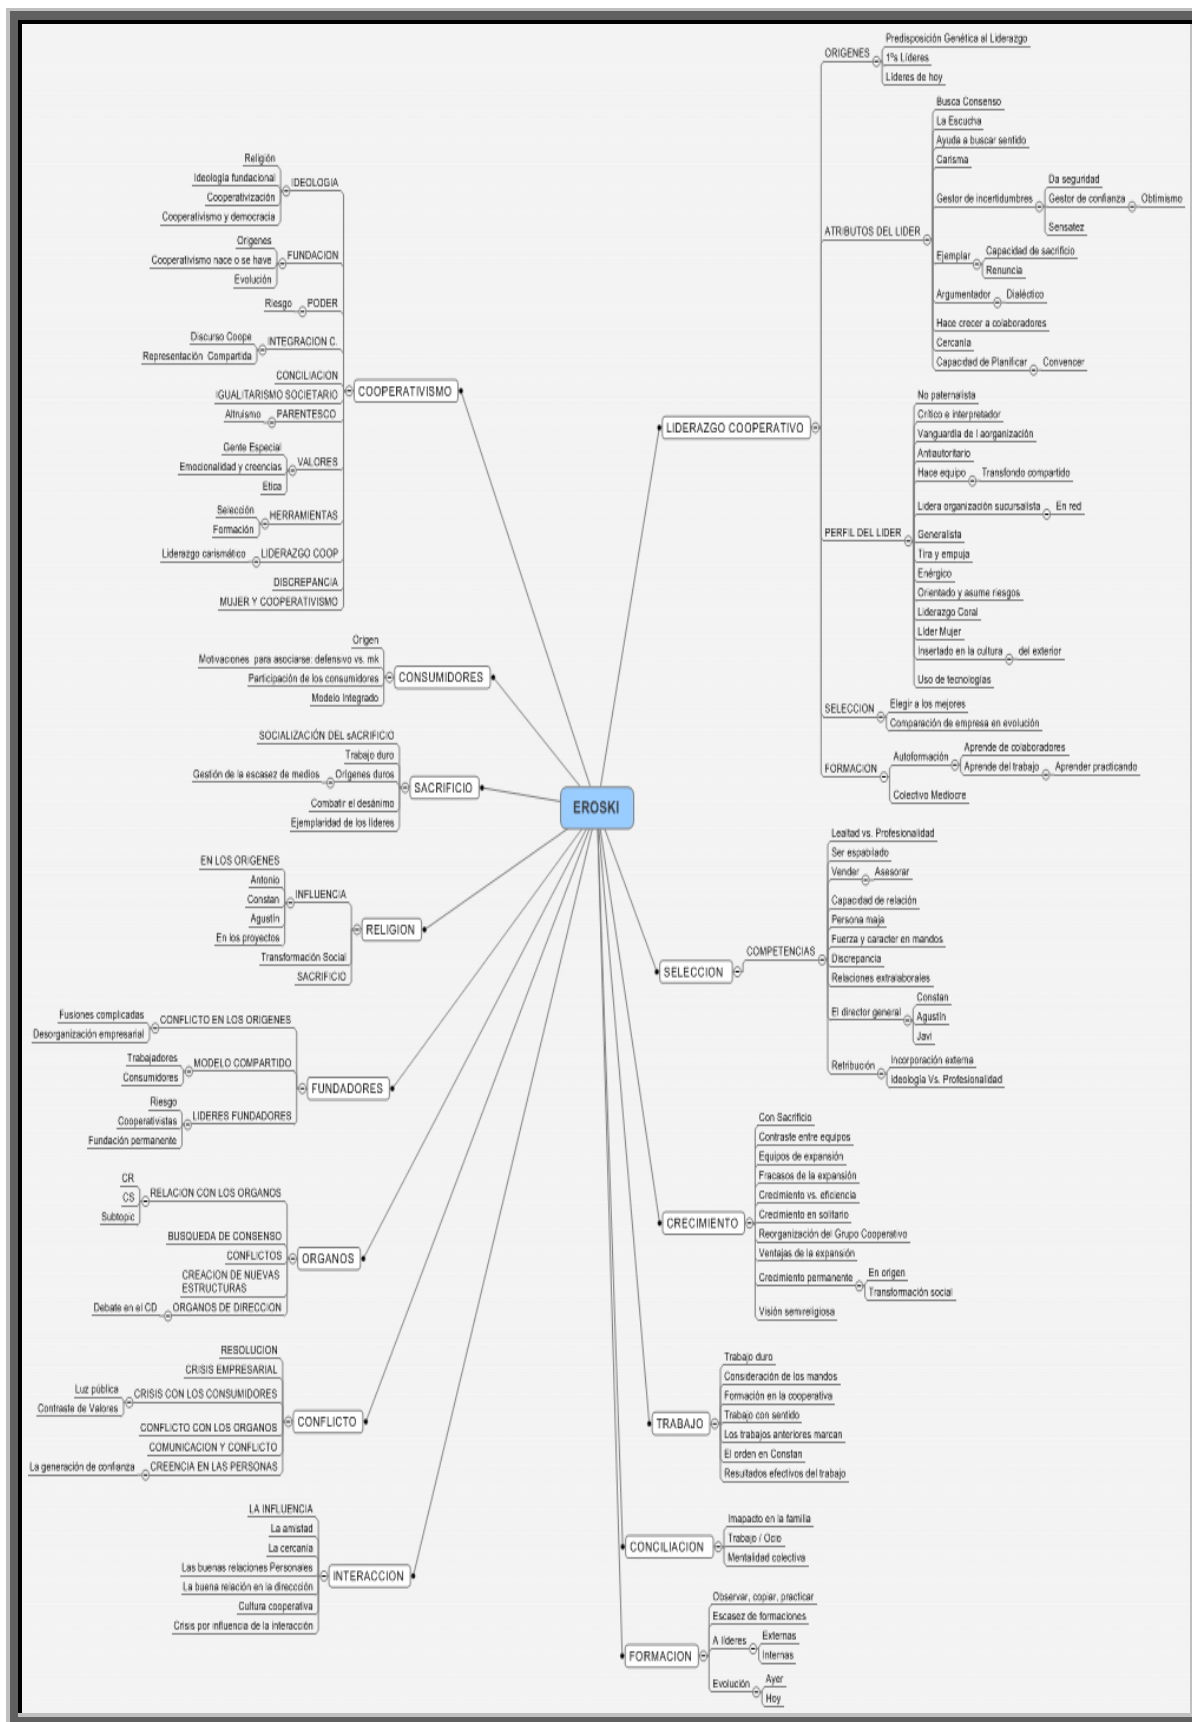 EROSKI
COOPERATIVISMO
IDEOLOGIA
Religión
Ideología fundacional
Cooperativización
Cooperativismo y democracia
FUNDACION
Origenes
Cooperativismo nace o se have
Evolución
PODER
Riesgo
INTEGRACION C.
Discurso Coope
Representación Compartida
CONCILIACION
IGUALITARISMO SOCIETARIO
PARENTESCO
Altruismo
VALORES
Gente Especial
Emocionalidad y creencias
Etica
HERRAMIENTAS
Selección
Formación
LIDERAZGO COOP
Liderazgo carismático
DISCREPANCIA
MUJER Y COOPERATIVISMO
CONSUMIDORES
Origen
Motivaciones para asociarse: defensivo vs. mk
Participación de los consumidores
Modelo Integrado
SACRIFICIO
SOCIALIZACIÓN DEL sACRIFICIO
Trabajo duro
Orígenes duros
Gestión de la escasez de medios
Combatir el desánimo
Ejemplaridad de los líderes
RELIGION
INFLUENCIA
EN LOS ORIGENES
Antonio
Constan
Agustín
En los proyectos
Transformación Social
SACRIFICIO
FUNDADORES
CONFLICTO EN LOS ORIGENES
Fusiones complicadas
Desorganización empresarial
MODELO COMPARTIDO
Trabajadores
Consumidores
LIDERES FUNDADORES
Riesgo
Cooperativistas
Fundación permanente
ORGANOS
RELACION CON LOS ORGANOS
CR
CS
Subtopic
BUSQUEDA DE CONSENSO
CONFLICTOS
CREACION DE NUEVAS
ESTRUCTURAS
ORGANOS DE DIRECCION
Debate en el CD
CONFLICTO
RESOLUCION
CRISIS EMPRESARIAL
CRISIS CON LOS CONSUMIDORES
Luz pública
Contraste de Valores
CONFLICTO CON LOS ORGANOS
COMUNICACION Y CONFLICTO
CREENCIA EN LAS PERSONAS
La generación de confianza
INTERACCION
LA INFLUENCIA
La amistad
La cercanía
Las buenas relaciones Personales
La buena relación en la direccción
Cultura cooperativa
Crisis por influencia de la interacción
LIDERAZGO COOPERATIVO
ORIGENES
Predisposición Genética al Liderazgo
1ºs Líderes
Líderes de hoy
ATRIBUTOS DEL LIDER
Busca Consenso
La Escucha
Ayuda a buscar sentido
Carisma
Gestor de incertidumbres
Da seguridad
Gestor de confianza
Obtimismo
Sensatez
Ejemplar
Capacidad de sacrificio
Renuncia
Argumentador
Dialéctico
Hace crecer a colaboradores
Cercanía
Capacidad de Planificar
Convencer
PERFIL DEL LIDER
No paternalista
Crítico e interpretador
Vanguardia de l aorganización
Antiautoritario
Hace equipo
Transfondo compartido
Lidera organización sucursalista
En red
Generalista
Tira y empuja
Enérgico
Orientado y asume riesgos
Liderazgo Coral
Líder Mujer
Insertado en la cultura
del exterior
Uso de tecnologías
SELECCION
Elegir a los mejores
Comparación de empresa en evolución
FORMACION
Autoformación
Aprende de colaboradores
Aprende del trabajo
Aprender practicando
Colectivo Mediocre
SELECCION
COMPETENCIAS
Lealtad vs. Profesionalidad
Ser espabilado
Vender
Asesorar
Capacidad de relación
Persona maja
Fuerza y caracter en mandos
Discrepancia
Relaciones extralaborales
El director general
Constan
Agustín
Javi
Retribución
Incorporación externa
Ideología Vs. Profesionalidad
CRECIMIENTO
Con Sacrificio
Contraste entre equipos
Equipos de expansión
Fracasos de la expansión
Crecimiento vs. eficiencia
Crecimiento en solitario
Reorganización del Grupo Cooperativo
Ventajas de la expansión
Crecimiento permanente
En origen
Transformación social
Visión semireligiosa
TRABAJO
Trabajo duro
Consideración de los mandos
Formación en la cooperativa
Trabajo con sentido
Los trabajos anteriores marcan
El orden en Constan
Resultados efectivos del trabajo
CONCILIACION
Imapacto en la familia
Trabajo / Ocio
Mentalidad colectiva
FORMACION
Observar, copiar, practicar
Escasez de formaciones
A líderes
Externas
Internas
Evolución
Ayer
Hoy